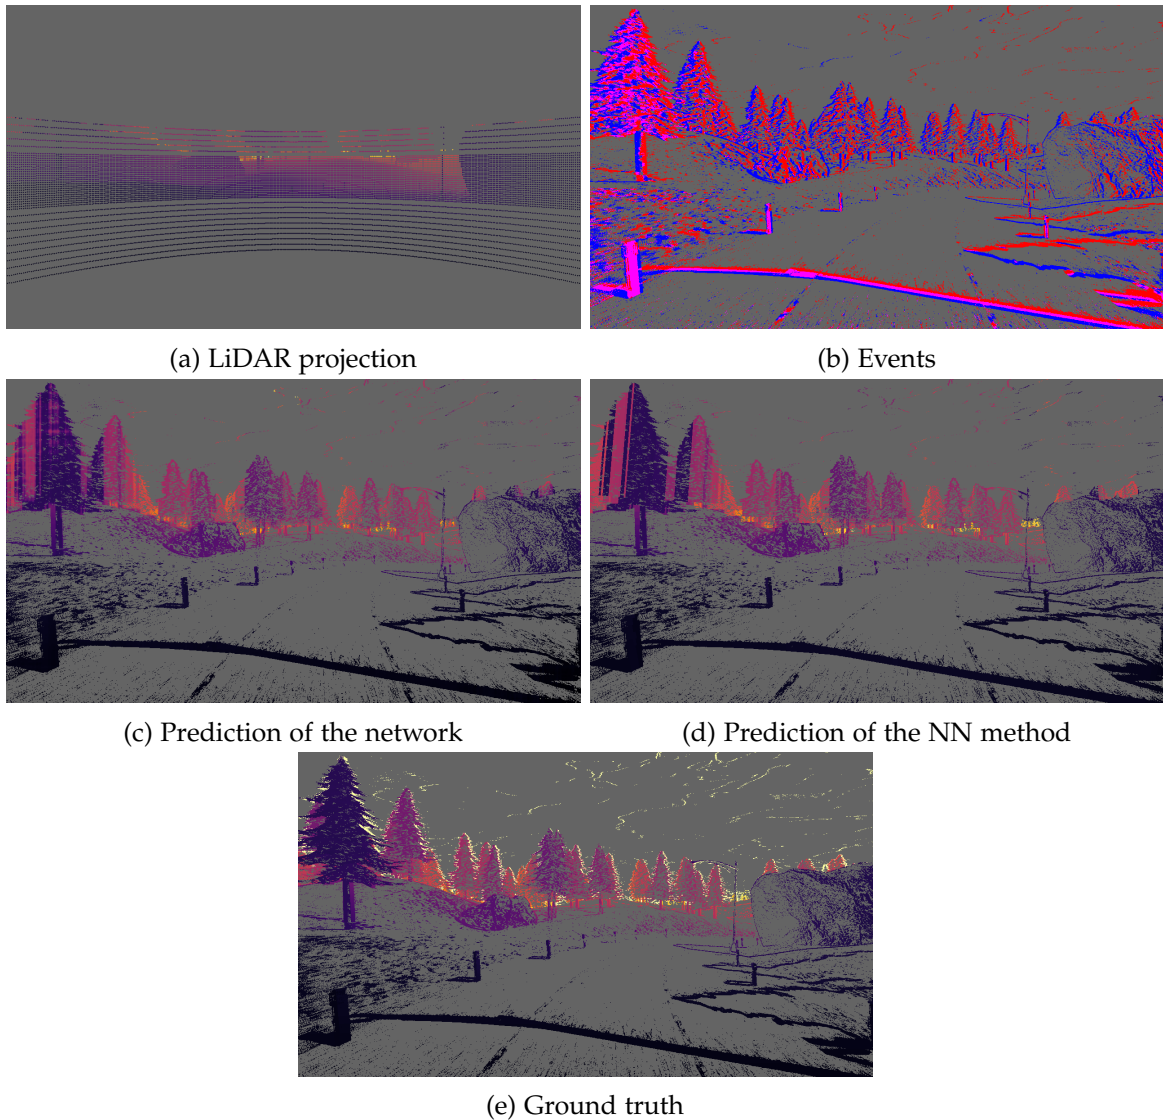 (a) LiDAR projection
(b) Events
(c) Prediction of the network
(d) Prediction of the NN method
(e) Ground truth